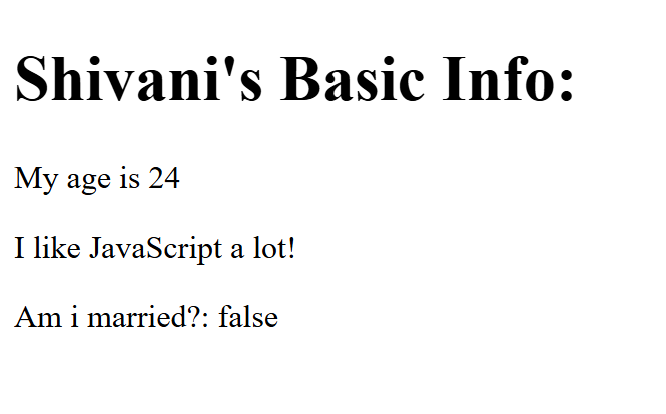 Shivani's Basic Info:
My age is 24
I like JavaScript a lot!
Am i married?: false